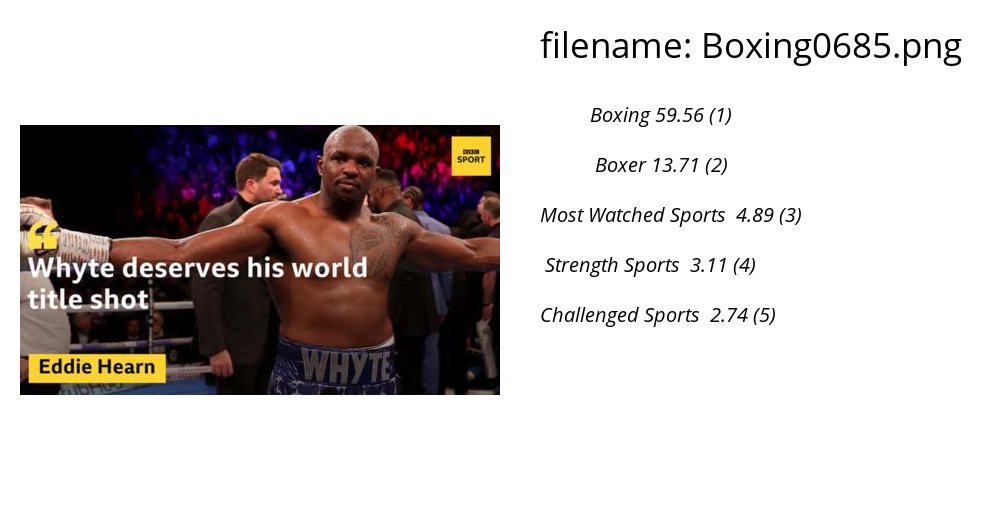 filename: Boxing0685.png
Boxing 59.56 (1)
Boxer 13.71 (2)
Most Watched Sports 4.89 (3)
Strength Sports 3.11 (4)
Challenged Sports 2.74 (5)
BBC
SPORT
“
Whyte deserves his world
title shot
Eddie Hearn
WHYTE